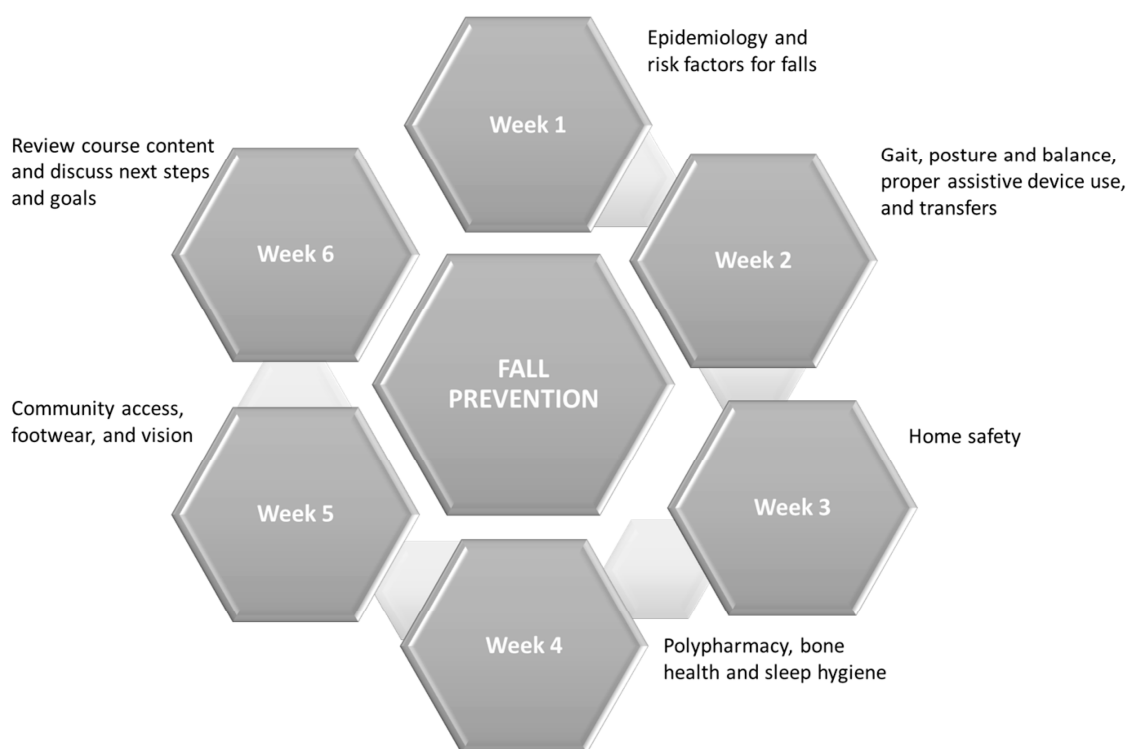 Week 1
Epidemiology and
risk factors for falls
Week 2
Gait, posture and balance,
proper assistive device use,
and transfers
Week 3
Home safety
Week 4
Polypharmacy, bone
health and sleep hygiene
Week 5
Community access,
footwear, and vision
Week 6
Review course content
and discuss next steps
and goals
FALL
PREVENTION